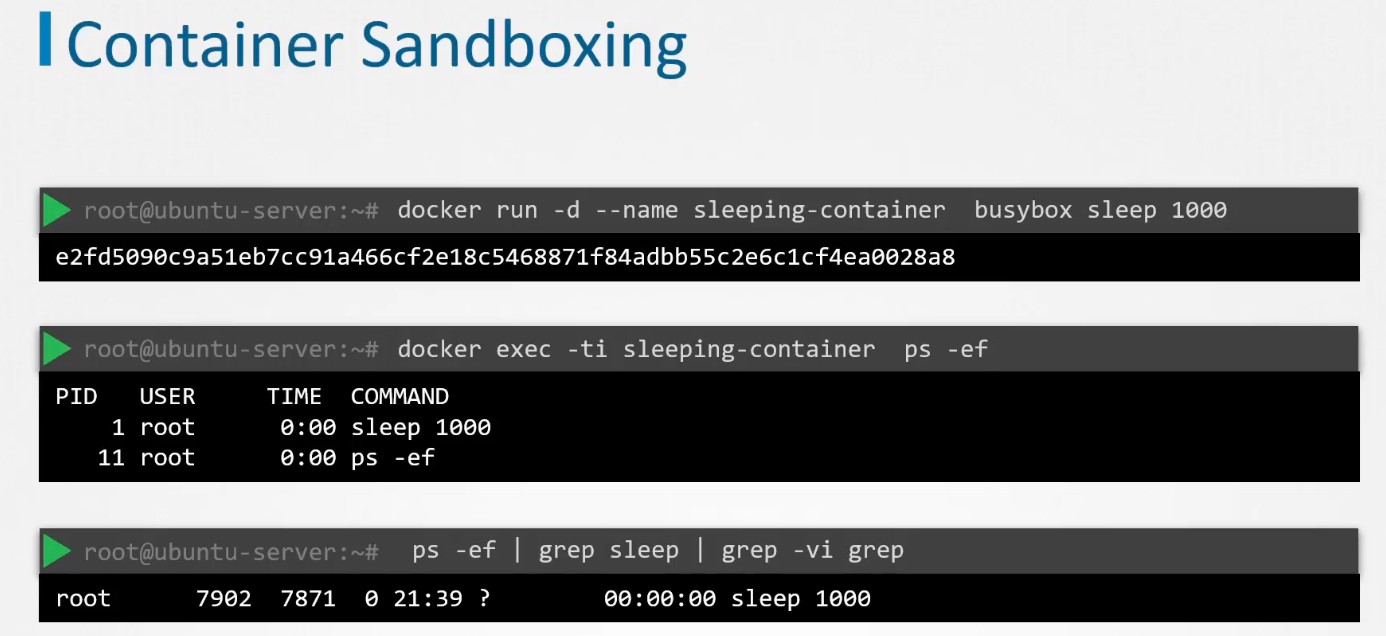 Container Sandboxing
root@ubuntu-server:~# docker run -d --name sleeping-container  busybox sleep 1000
e2fd5090c9a51eb7cc91a466cf2e18c5468871f84adbb55c2e6c1cf4ea0028a8
root@ubuntu-server:~# docker exec -ti sleeping-container  ps -ef
PID   USER     TIME  COMMAND
    1 root      0:00 sleep 1000
   11 root      0:00 ps -ef
root@ubuntu-server:~#  ps -ef | grep sleep | grep -vi grep
root      7902  7871  0 21:39 ?        00:00:00 sleep 1000